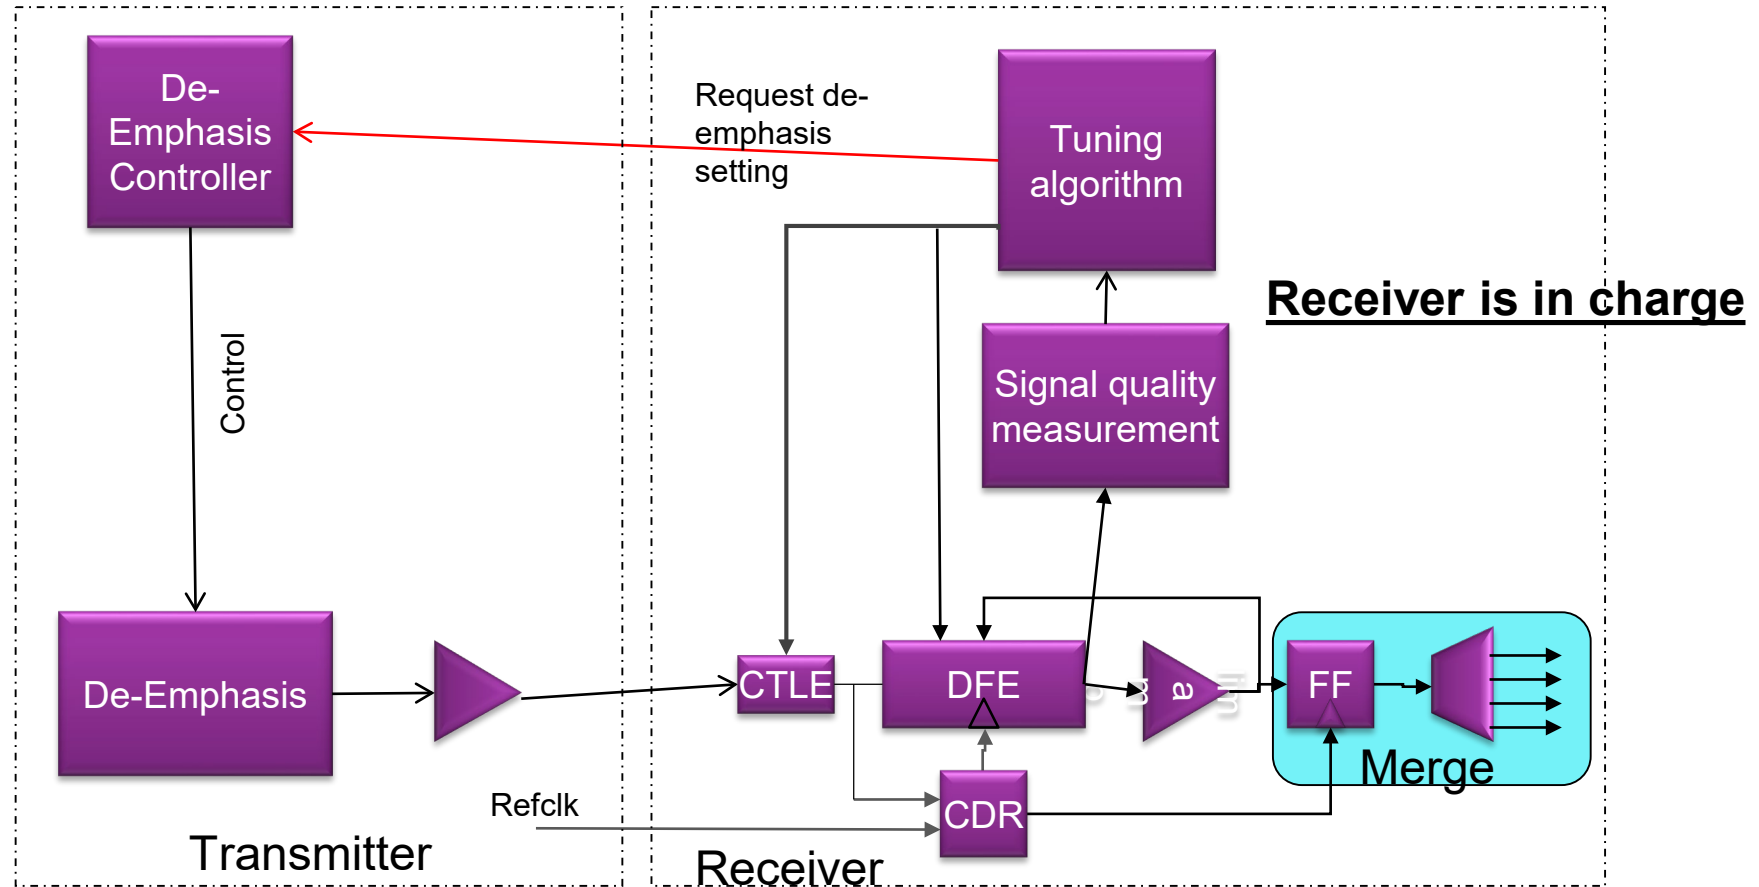 De-
Emphasis
Controller
Request de-
emphasis
setting
Tuning
algorithm
Receiver is in charge
Control
Signal quality
measurement
De-Emphasis
CTLE
DFE
FF
Merge
Refclk
CDR
Transmitter
Receiver